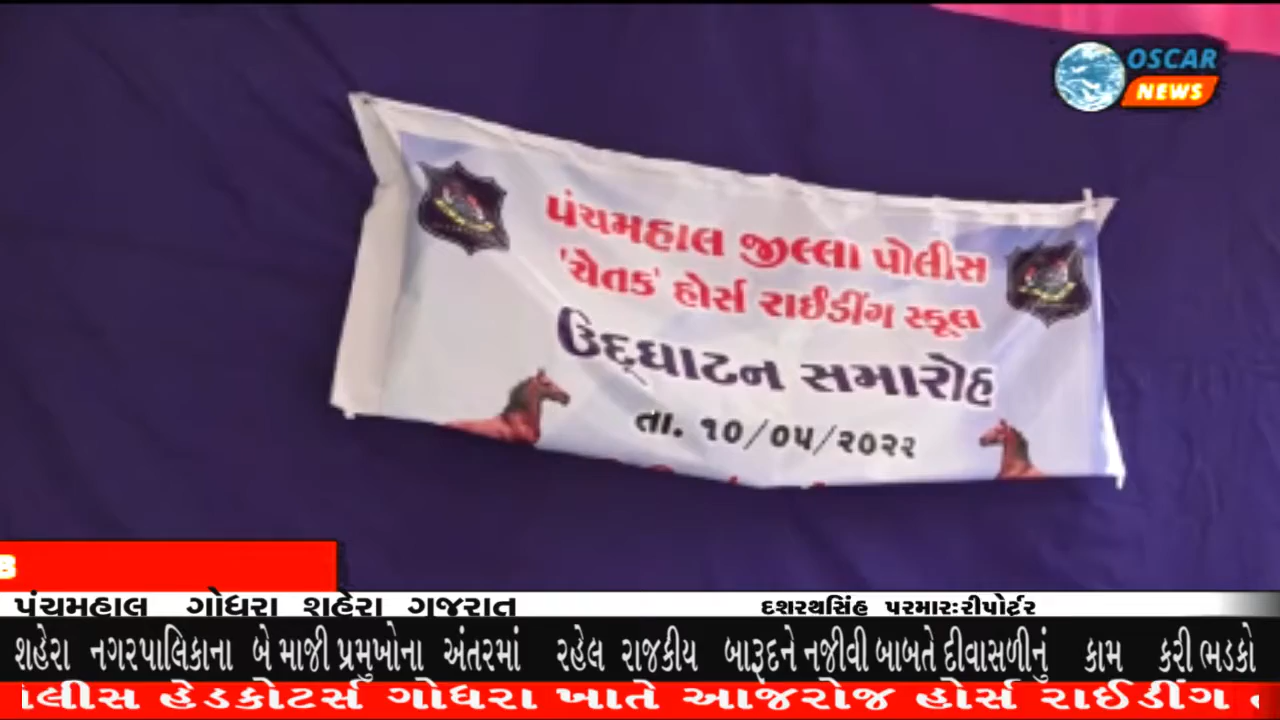 OSCAR
NEWS
પંચમહાલ જીલ્લા પોલીસ
'ચેતક' હોર્સ રાઈડીંગ સ્કૂલ
ઉદ્ઘાટન સમારોહ
તા. ૧૦/૦૫/૨૦૨૨
પંચમહાલ ગોધરા શહેરા ગજરાત
દશરથસિંહ પરમાર:રીપોર્ટર
શહેરા નગરપાલિકાના બે માજી પ્રમુખોના અંતરમાં રહેલ રાજકીય બારૂદને નજીવી બાબતે દીવાસળીનું કામ કરી ભડકો
હેડકોટર્સ ગોધરા ખાતે આજરોજ હોર્સ રાઈડીંગ